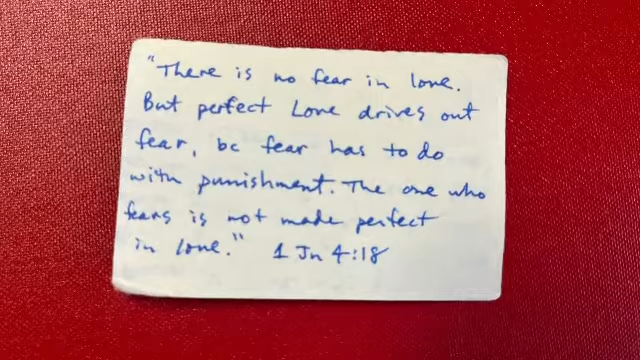 "There is no fear in love.
But perfect Love drives out
fear, bc fear has to do
with punishment. The one who
fears is not made perfect
in love." 1 Jn 4:18